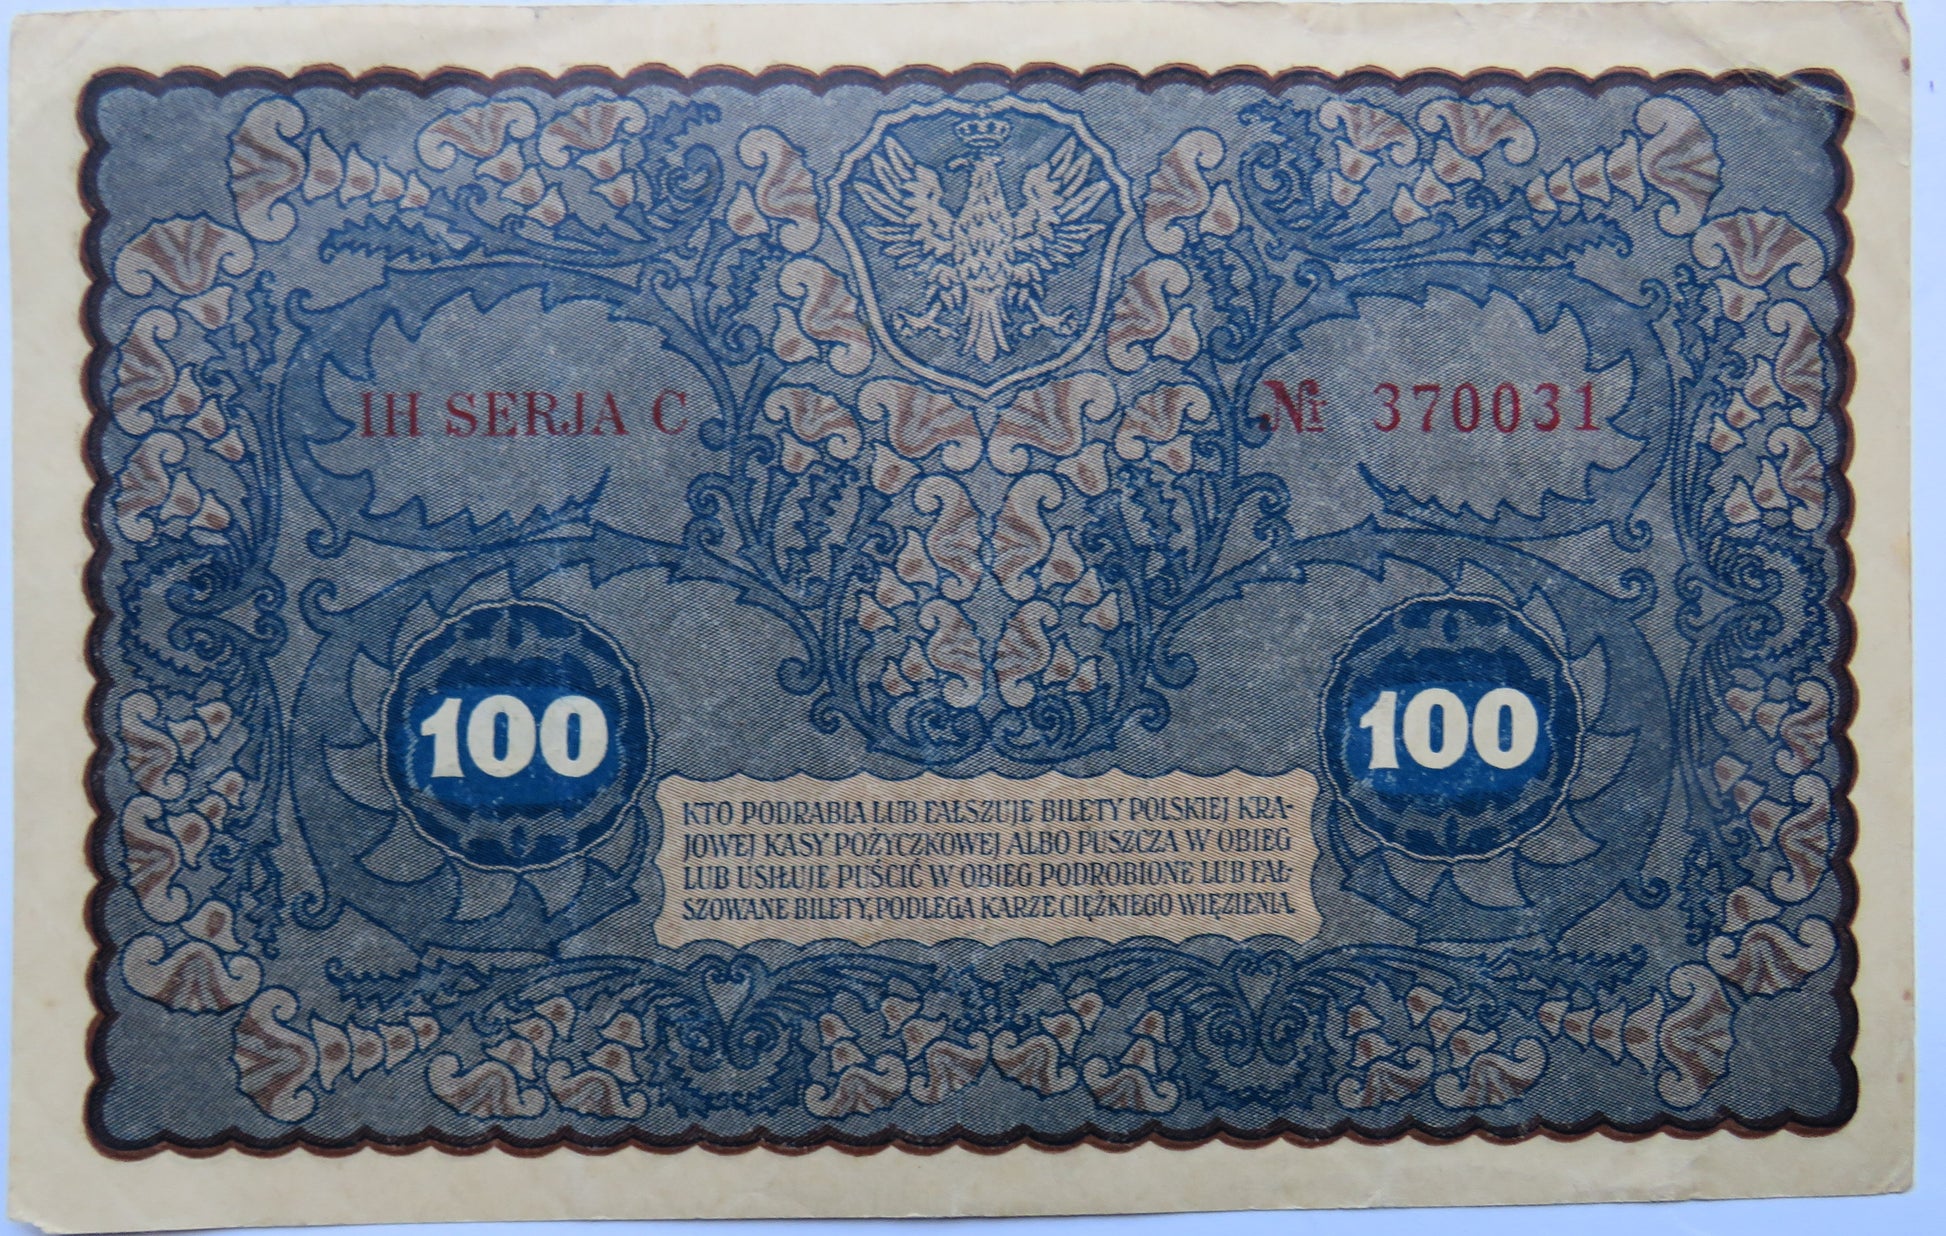 III SERJA C
№ 370031
100
100
KTO PODRABIA LUB FAŁSZUJE BILETY POLSKIEJ KRA-
JOWEJ KASY POŻYCZKOWEJ ALBO PUSZCZA W OBIEG
LUB USIŁUJE PUŚCIĆ W OBIEG PODROBIONE LUB FAŁ-
SZOWANE BILETY, PODLEGA KARZE CIĘŻKIEGO WIĘZIENIA.